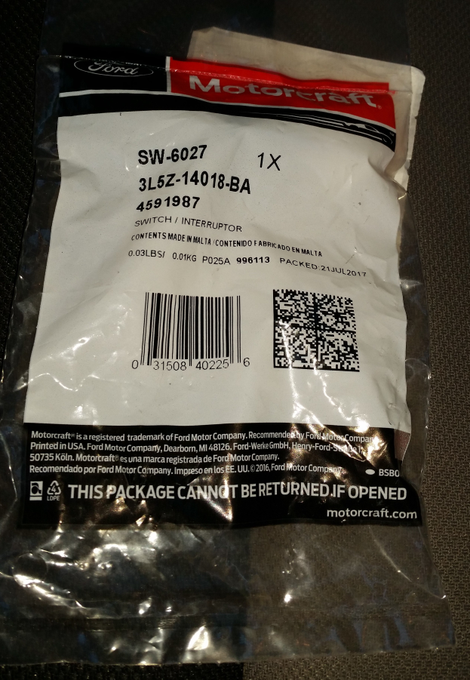 Ford
Motorcraft
SW-6027 1X
3L5Z-14018-BA
4591987
SWITCH / INTERRUPTOR
CONTENTS MADE IN MALTA /CONTENIDO FABRICADO EN MALTA
0.03LBS/ 0.01KG P025A 996113 PACKED:21JUL2017
0 31508 40225 6
Motorcraft® is a registered trademark of Ford Motor Company. Recommended by Ford Motor Company.
Printed in USA. Ford Motor Company, Dearborn, MI 48126. Ford-Werke GmbH, Henry-Ford-
50735 Köln. Motorcraft® es una marca registrada de Ford Motor Company.
Recomendado por Ford Motor Company. Impreso en los EE. UU. © 2016, Ford Motor Company
BSB0
LDPE
THIS PACKAGE CANNOT BE RETURNED IF OPENED
motorcraft.com